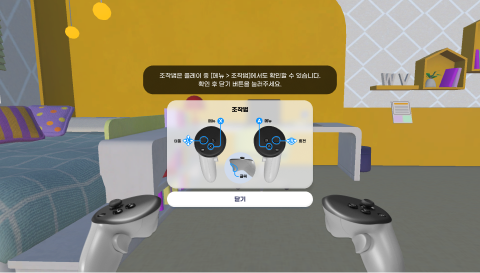 조작법은 플레이 중 [메뉴 > 조작법]에서도 확인할 수 있습니다.
확인 후 닫기 버튼을 눌러주세요.
조작법
메뉴 X
A 메뉴
이동
회전
클릭
닫기